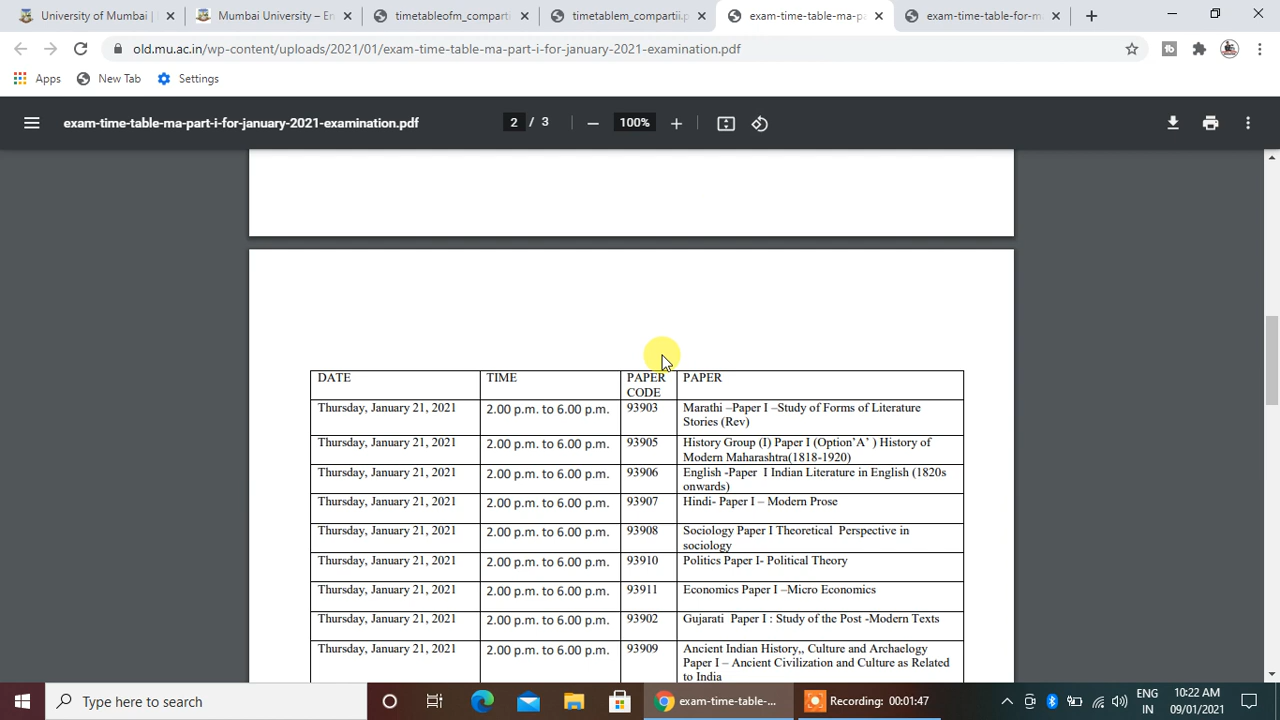 University of Mumbai |
Mumbai University – En
timetableofm_comparti
timetablem_compartii.p
exam-time-table-ma-pa
exam-time-table-for-m
old.mu.ac.in/wp-content/uploads/2021/01/exam-time-table-ma-part-i-for-january-2021-examination.pdf
Apps New Tab Settings
exam-time-table-ma-part-i-for-january-2021-examination.pdf 2 / 3 100%
DATE TIME PAPER CODE PAPER
Thursday, January 21, 2021 2.00 p.m. to 6.00 p.m. 93903 Marathi –Paper I –Study of Forms of Literature
Stories (Rev)
Thursday, January 21, 2021 2.00 p.m. to 6.00 p.m. 93905 History Group (I) Paper I (Option'A' ) History of
Modern Maharashtra(1818-1920)
Thursday, January 21, 2021 2.00 p.m. to 6.00 p.m. 93906 English -Paper I Indian Literature in English (1820s
onwards)
Thursday, January 21, 2021 2.00 p.m. to 6.00 p.m. 93907 Hindi- Paper I – Modern Prose
Thursday, January 21, 2021 2.00 p.m. to 6.00 p.m. 93908 Sociology Paper I Theoretical Perspective in
sociology
Thursday, January 21, 2021 2.00 p.m. to 6.00 p.m. 93910 Politics Paper I- Political Theory
Thursday, January 21, 2021 2.00 p.m. to 6.00 p.m. 93911 Economics Paper I –Micro Economics
Thursday, January 21, 2021 2.00 p.m. to 6.00 p.m. 93902 Gujarati Paper I : Study of the Post -Modern Texts
Thursday, January 21, 2021 2.00 p.m. to 6.00 p.m. 93909 Ancient Indian History,, Culture and Archaelogy
Paper I – Ancient Civilization and Culture as Related
to India
Type here to search
exam-time-table-...
Recording: 00:01:47
ENG
IN
10:22 AM
09/01/2021